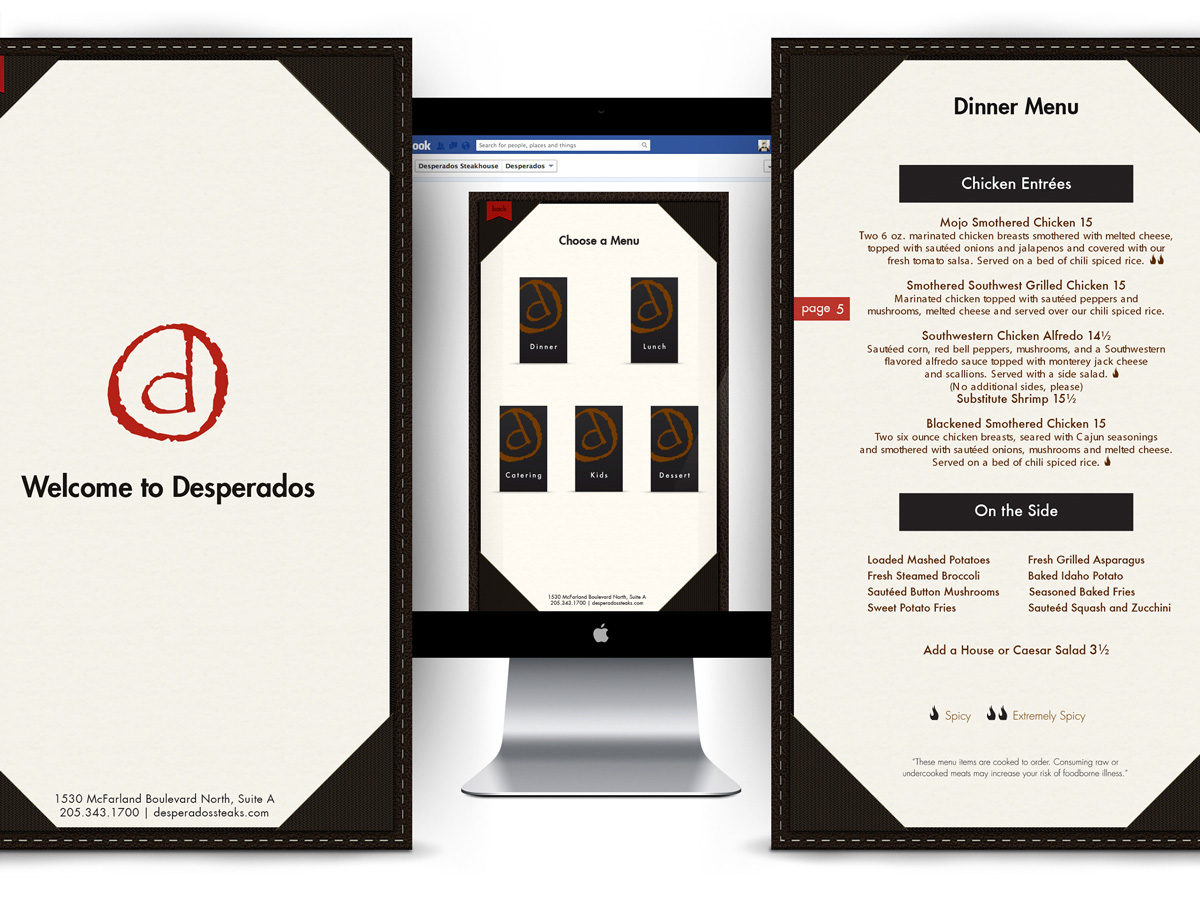 d
Welcome to Desperados
1530 McFarland Boulevard North, Suite A
205.343.1700 | desperadossteaks.com
ook
Search for people, places and things
Desperados Steakhouse
Desperados
back
Choose a Menu
d
Dinner
d
Lunch
d
Catering
d
Kids
d
Dessert
1530 McFarland Boulevard North, Suite A
205.343.1700 | desperadossteaks.com
Dinner Menu
Chicken Entrées
Mojo Smothered Chicken 15
Two 6 oz. marinated chicken breasts smothered with melted cheese,
topped with sautéed onions and jalapenos and covered with our
fresh tomato salsa. Served on a bed of chili spiced rice.
Smothered Southwest Grilled Chicken 15
Marinated chicken topped with sautéed peppers and
mushrooms, melted cheese and served over our chili spiced rice.
page 5
Southwestern Chicken Alfredo 14½
Sautéed corn, red bell peppers, mushrooms, and a Southwestern
flavored alfredo sauce topped with monterey jack cheese
and scallions. Served with a side salad.
(No additional sides, please)
Substitute Shrimp 15½
Blackened Smothered Chicken 15
Two six ounce chicken breasts, seared with Cajun seasonings
and smothered with sautéed onions, mushrooms and melted cheese.
Served on a bed of chili spiced rice.
On the Side
Loaded Mashed Potatoes
Fresh Steamed Broccoli
Sautéed Button Mushrooms
Sweet Potato Fries
Fresh Grilled Asparagus
Baked Idaho Potato
Seasoned Baked Fries
Sauteéd Squash and Zucchini
Add a House or Caesar Salad 3½
Spicy
Extremely Spicy
"These menu items are cooked to order. Consuming raw or
undercooked meats may increase your risk of foodborne illness."